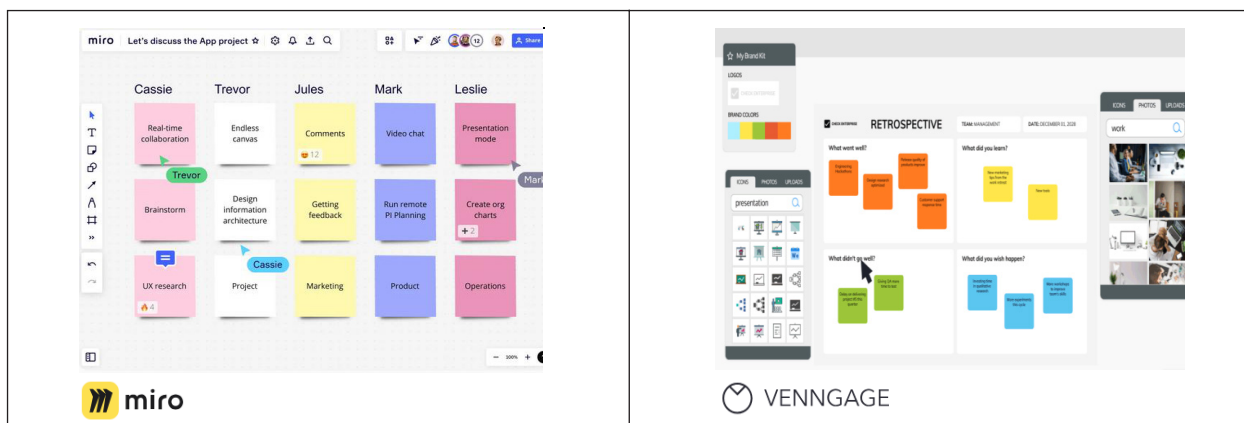 miro Let's discuss the App project
12
Share
Cassie Trevor Jules Mark Leslie
Real-time
collaboration
Endless
canvas
Comments
12
Video chat
Presentation
mode
Trevor
Mark
Brainstorm
Design
information
architecture
Getting
feedback
Run remote
PI Planning
Create org
charts
+ 2
Cassie
UX research
4
Project
Marketing
Product
Operations
− 100% +
miro
My Brand Kit
LOGOS
CHECK ENTERPRISE
BRAND COLORS
ICONS PHOTOS UPLOADS
presentation
CHECK ENTERPRISE RETROSPECTIVE TEAM: MANAGEMENT DATE: DECEMBER 01, 2028
What went well?
What did you learn?
What didn't go well?
What did you wish happen?
ICONS PHOTOS UPLOADS
work
VENNGAGE